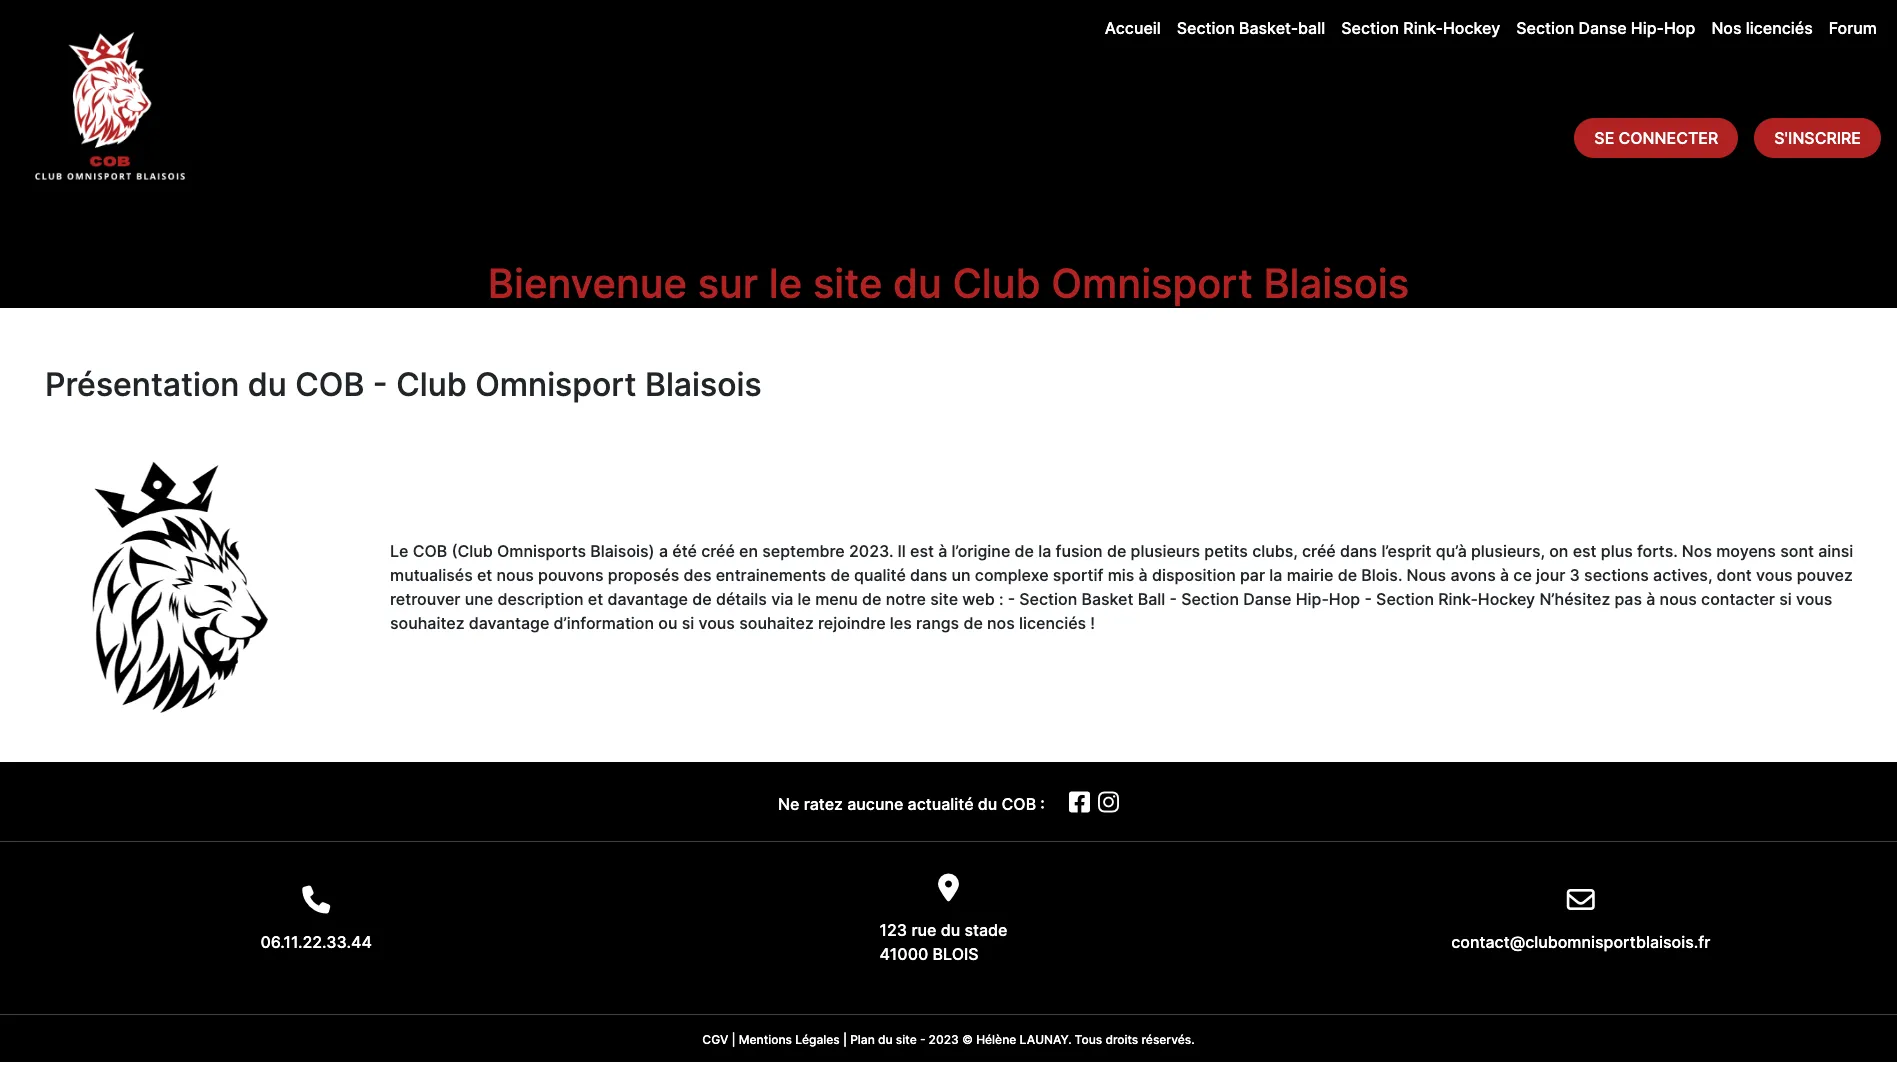 Accueil Section Basket-ball Section Rink-Hockey Section Danse Hip-Hop Nos licenciés Forum
COB
CLUB OMNISPORT BLAISOIS
SE CONNECTER S'INSCRIRE
Bienvenue sur le site du Club Omnisport Blaisois
Présentation du COB - Club Omnisport Blaisois
Le COB (Club Omnisports Blaisois) a été créé en septembre 2023. Il est à l’origine de la fusion de plusieurs petits clubs, créé dans l’esprit qu’à plusieurs, on est plus forts. Nos moyens sont ainsi
mutualisés et nous pouvons proposés des entrainements de qualité dans un complexe sportif mis à disposition par la mairie de Blois. Nous avons à ce jour 3 sections actives, dont vous pouvez
retrouver une description et davantage de détails via le menu de notre site web : - Section Basket Ball - Section Danse Hip-Hop - Section Rink-Hockey N’hésitez pas à nous contacter si vous
souhaitez davantage d’information ou si vous souhaitez rejoindre les rangs de nos licenciés !
Ne ratez aucune actualité du COB :
06.11.22.33.44
123 rue du stade
41000 BLOIS
contact@clubomnisportblaisois.fr
CGV | Mentions Légales | Plan du site - 2023 © Hélène LAUNAY. Tous droits réservés.